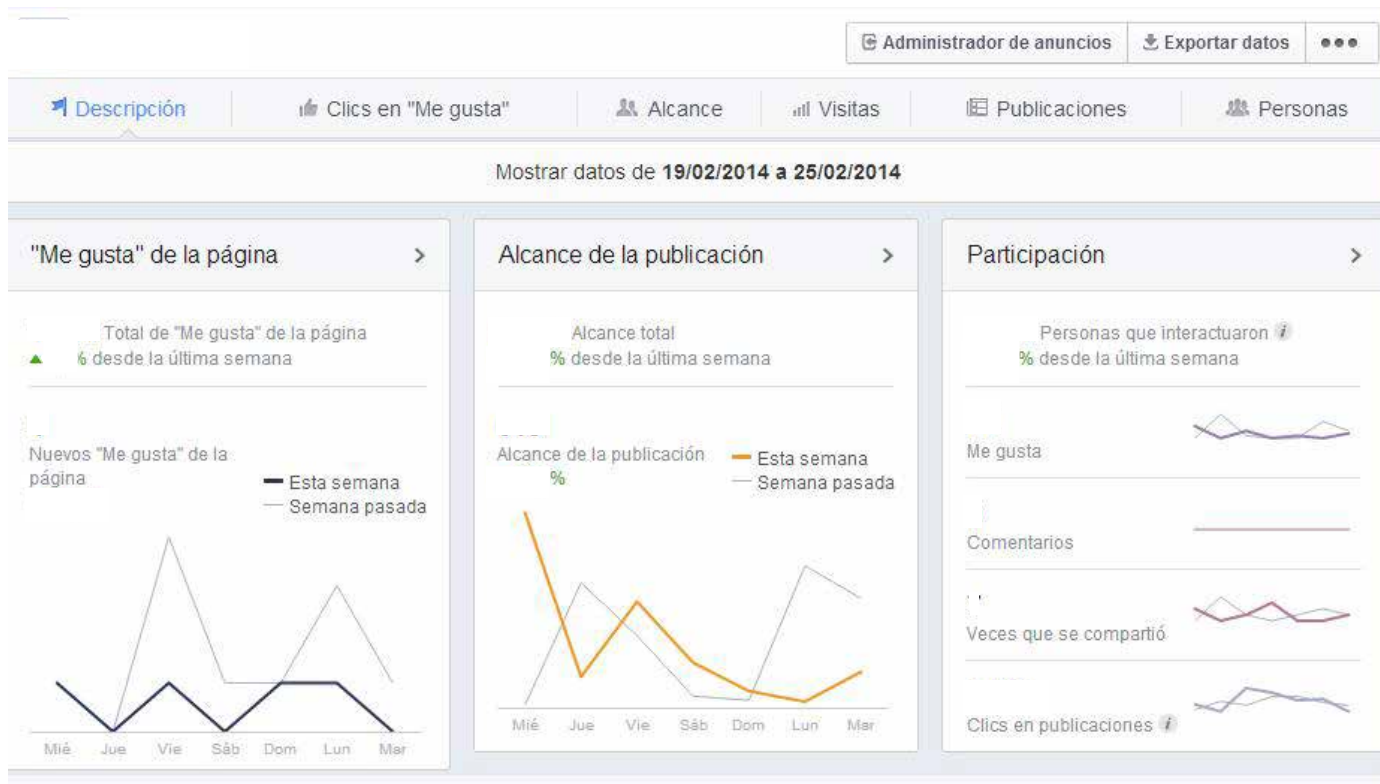 Administrador de anuncios
Exportar datos
Descripción
Clics en "Me gusta"
Alcance
Visitas
Publicaciones
Personas
Mostrar datos de 19/02/2014 a 25/02/2014
"Me gusta" de la página
Total de "Me gusta" de la página
% desde la última semana
Nuevos "Me gusta" de la
página
Esta semana
Semana pasada
Mié Jue Vie Sáb Dom Lun Mar
Alcance de la publicación
Alcance total
% desde la última semana
Alcance de la publicación
%
Esta semana
Semana pasada
Mié Jue Vie Sáb Dom Lun Mar
Participación
Personas que interactuaron i
% desde la última semana
Me gusta
Comentarios
Veces que se compartió
Clics en publicaciones i